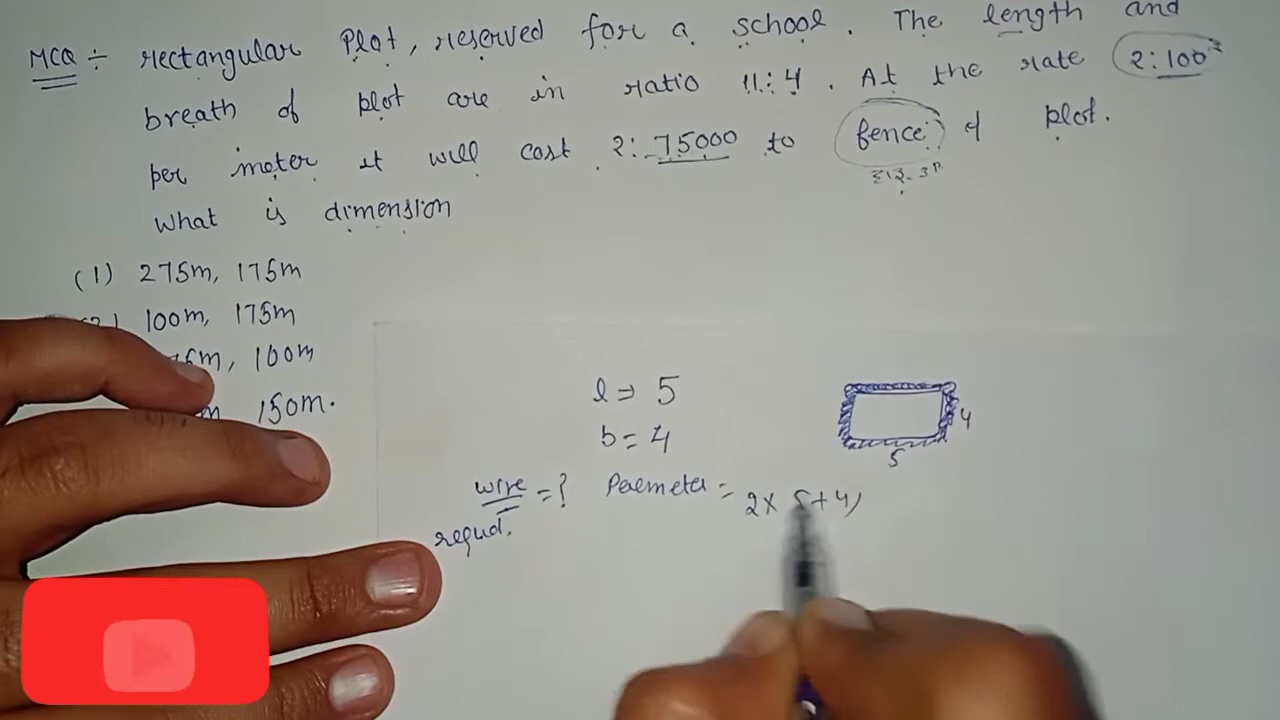 MCQ ÷ rectangular Plot, reserved for a school. The length and
breath of plot are in ratio 11:4. At the rate ₹:100
per meter it will cost ₹: 75000 to fence of plot.
What is dimension
(1) 275m, 175m
100m, 175m
m, 100m
m 150m.
l ⇒ 5
b = 4
4
5
wire = ? Paemeter = 2x 5+4)
requd.